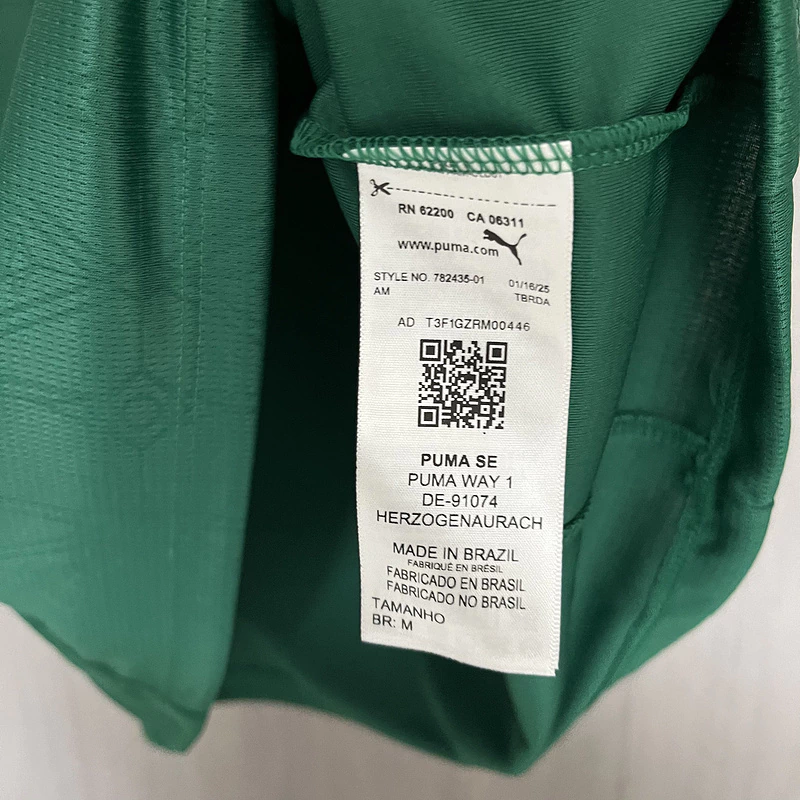 RN 62200 CA 06311
www.puma.com
STYLE NO. 782435-01 01/16/25
AM TBRDA
AD T3F1GZRM00446
PUMA SE
PUMA WAY 1
DE-91074
HERZOGENAURACH
MADE IN BRAZIL
FABRIQUÉ EN BRÉSIL
FABRICADO EN BRASIL
FABRICADO NO BRASIL
TAMANHO
BR: M